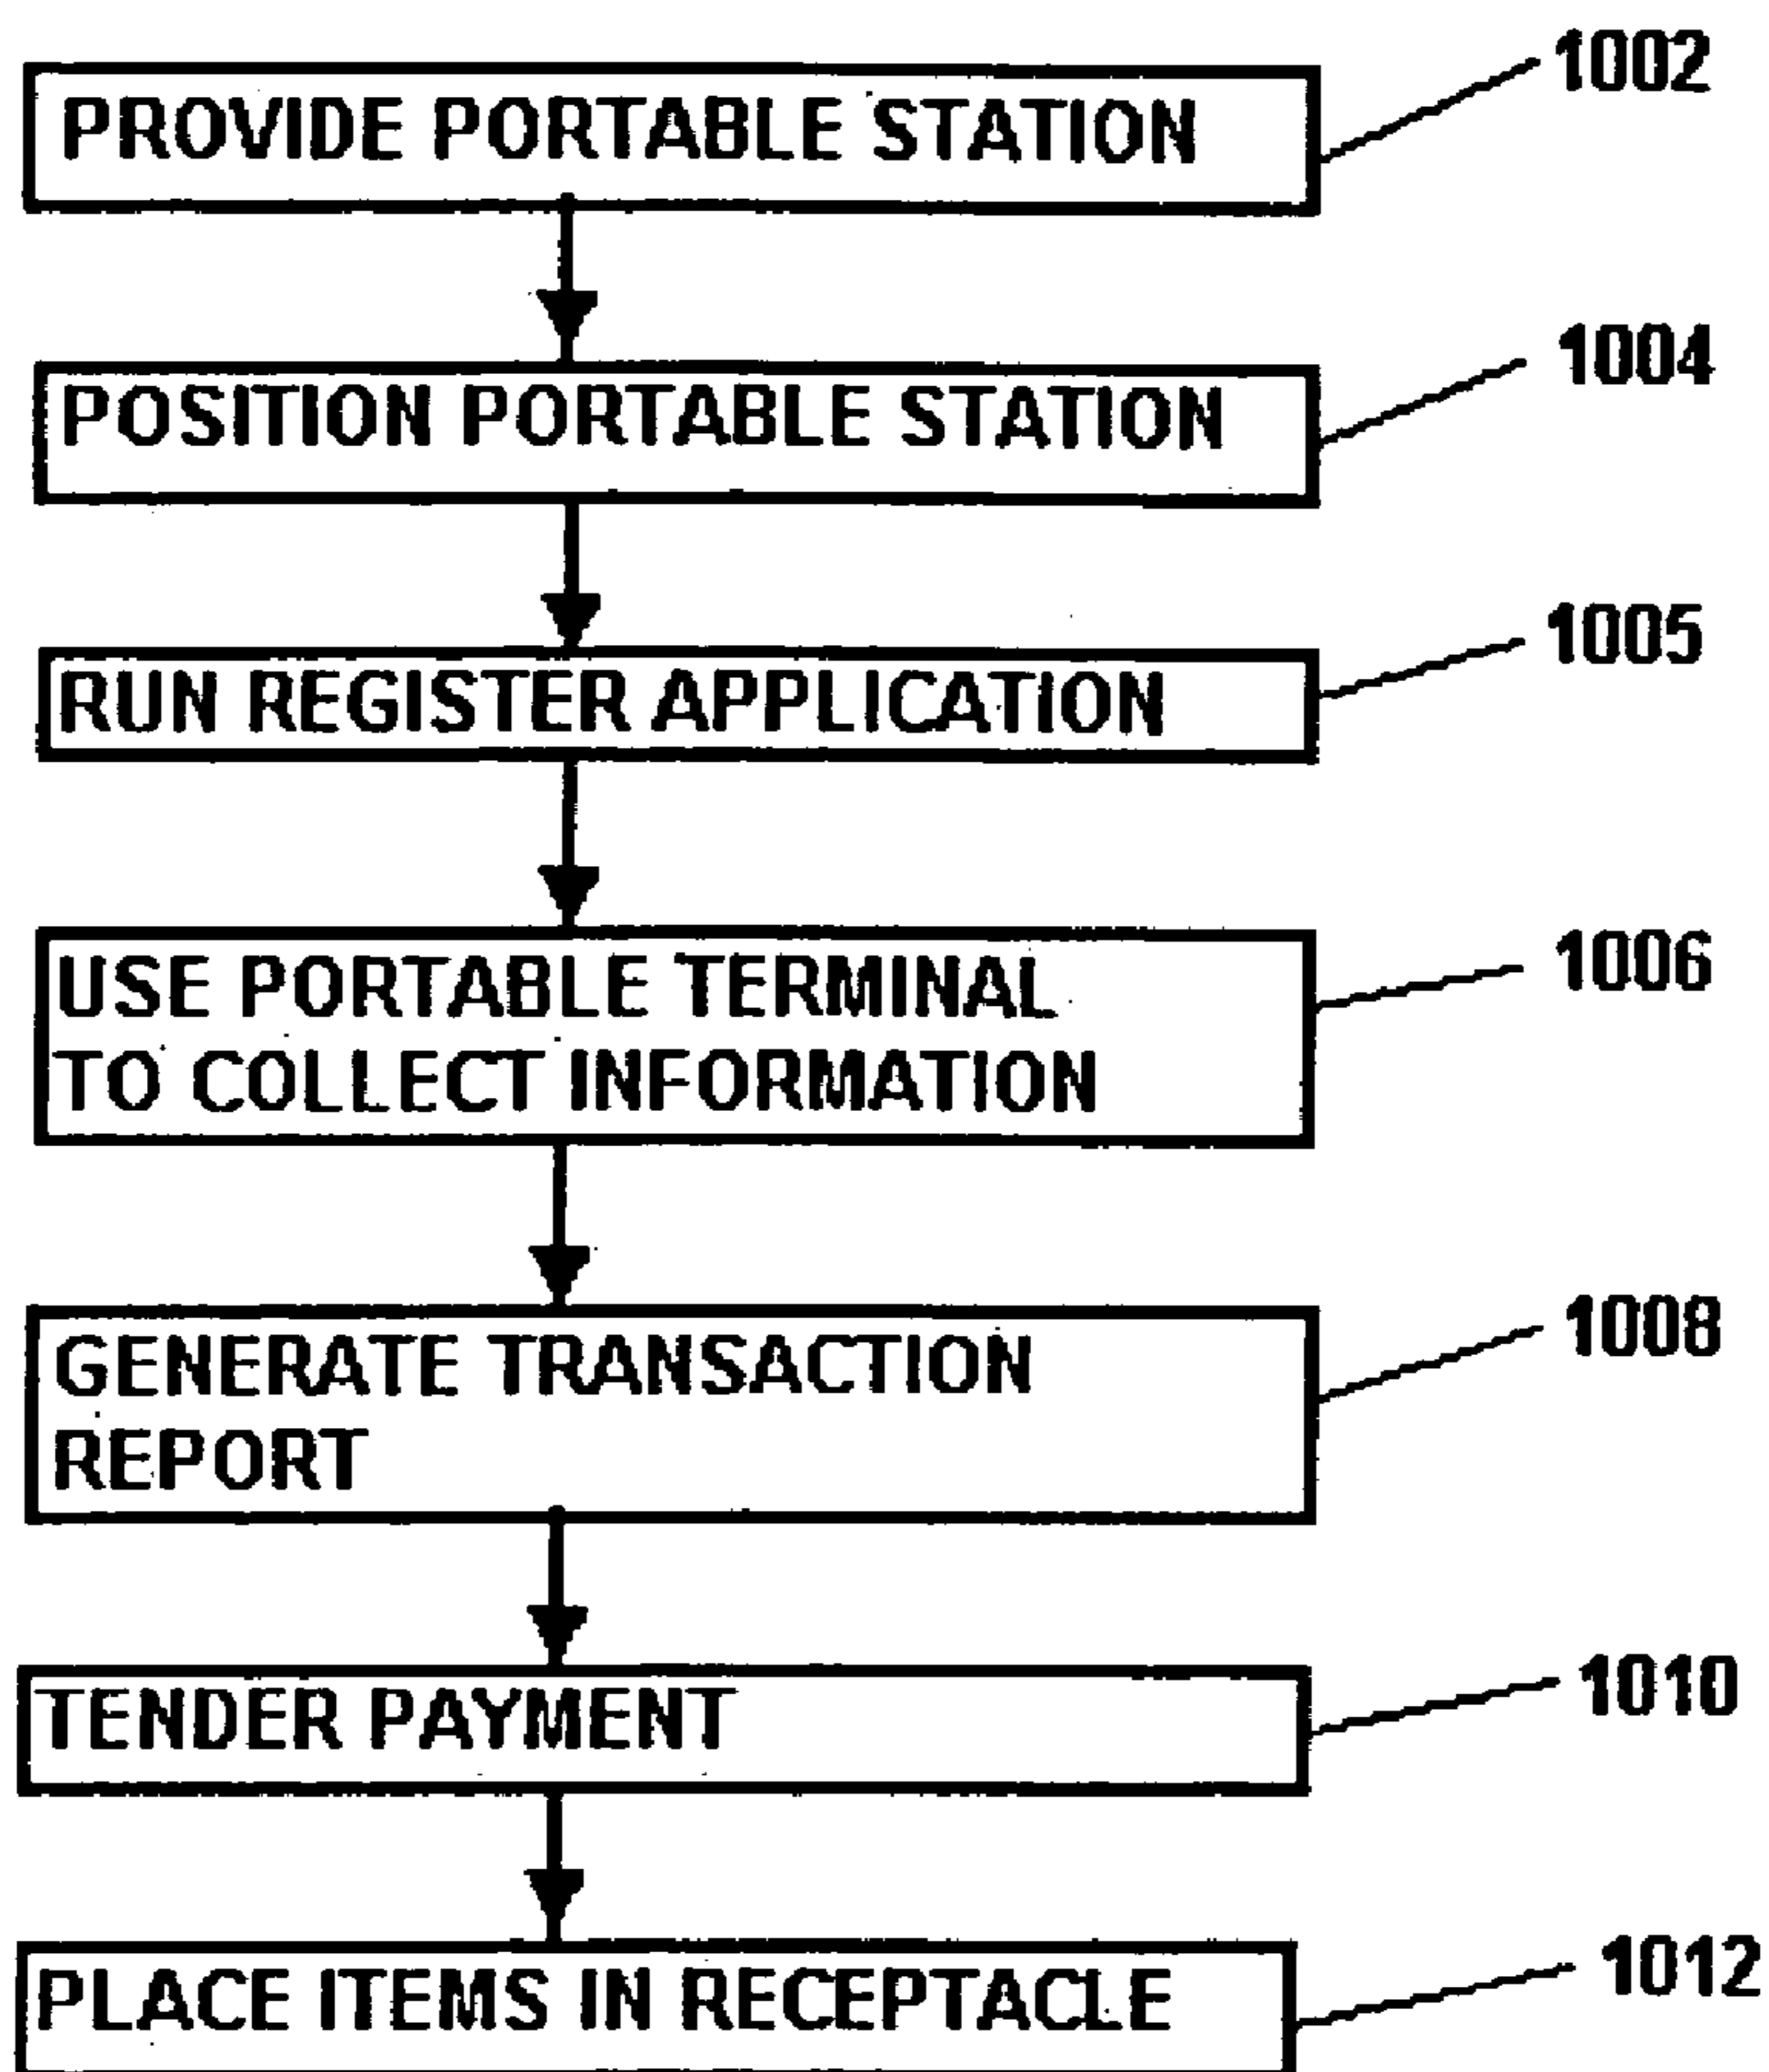 PROVIDE PORTABLE STATION
1002
POSITION PORTABLE STATION
1004
RUN REGISTER APPLICATION
1005
USE PORTABLE TERMINAL
TO COLLECT INFORMATION
1006
GENERATE TRANSACTION
REPORT
1008
TENDER PAYMENT
1010
PLACE ITEMS IN RECEPTACLE
1012